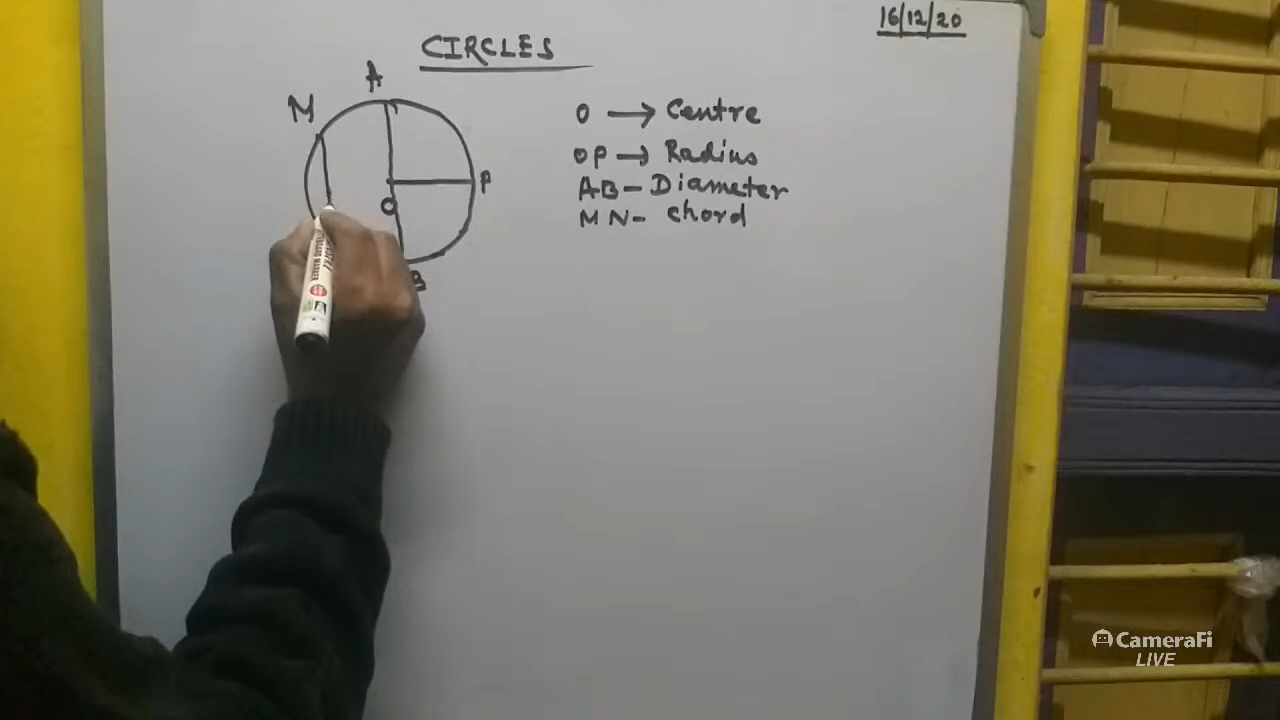 16/12/20
CIRCLES
A
M
P
O
B
O → Centre
OP → Radius
AB - Diameter
MN - chord
CameraFi
LIVE